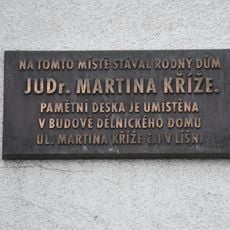 NA TOMTO MÍSTĚ STÁVAL RODNÝ DŮM
JUDr. MARTINA KŘÍŽE.
PAMĚTNÍ DESKA JE UMÍSTĚNA
V BUDOVĚ DĚLNICKÉHO DOMU
UL. MARTINA KŘÍŽE č.1 V LÍŠNI